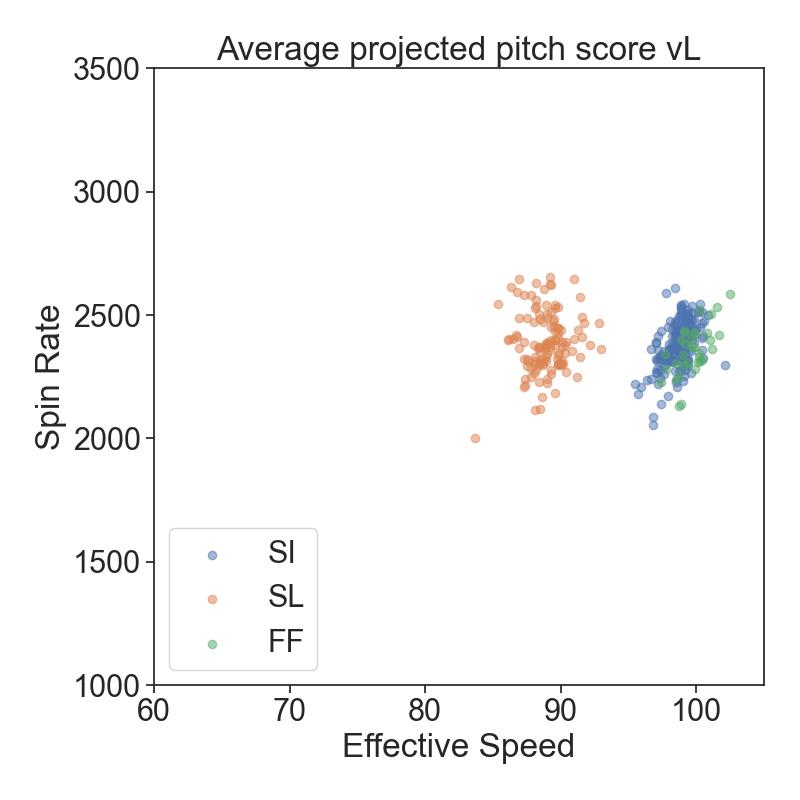 Average projected pitch score vL
3500
3000
2500
2000
1500
1000
Spin Rate
SI
SL
FF
60 70 80 90 100
Effective Speed